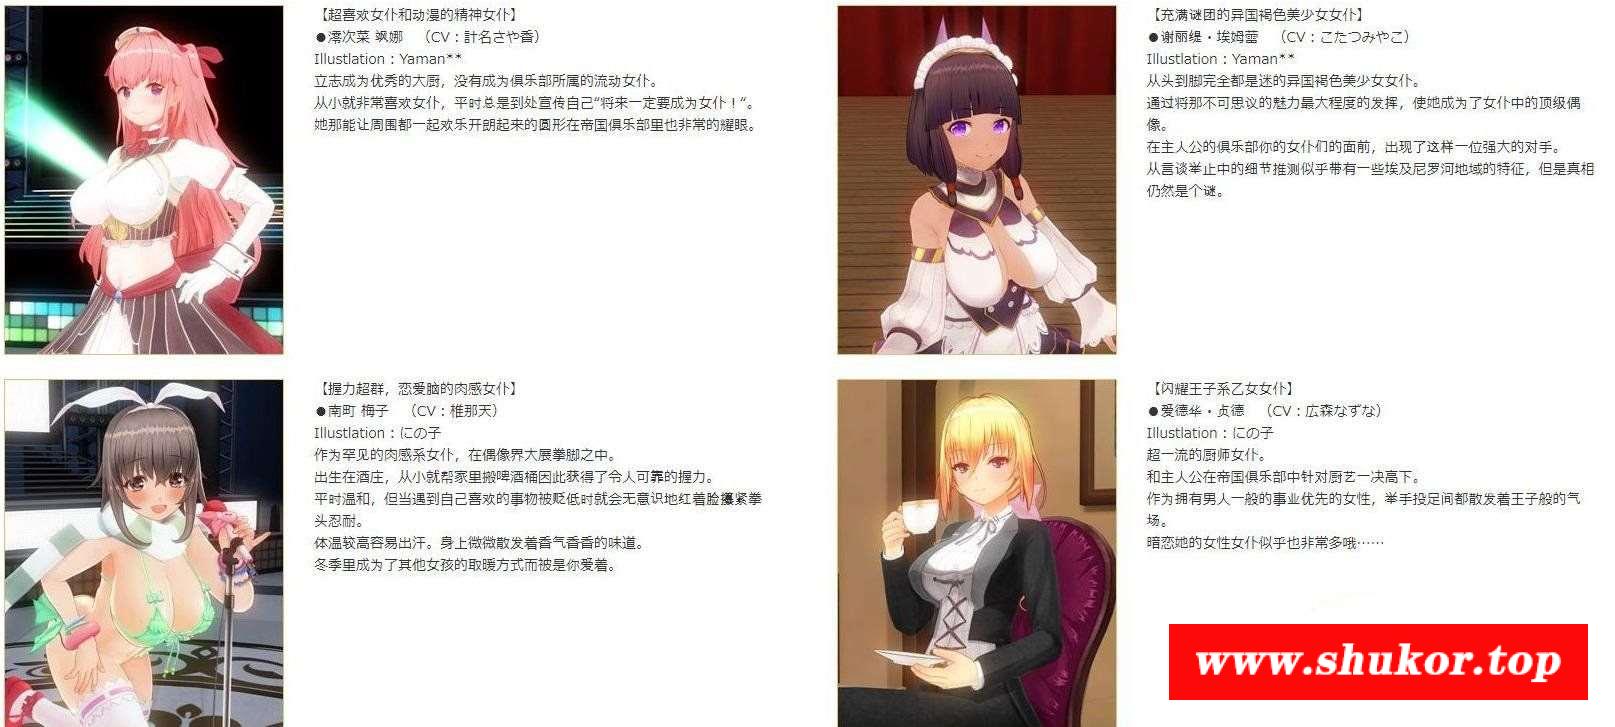 【超喜欢女仆和动漫的精神女仆】
●澪次菜 飒娜　（CV：計名さや香）
Illustlation：Yaman**
立志成为优秀的大厨，没有成为俱乐部所属的流动女仆。
从小就非常喜欢女仆，平时总是到处宣传自己“将来一定要成为女仆！”。
她那能让周围都一起欢乐开朗起来的圆形在帝国俱乐部里也非常的耀眼。
【充满谜团的异国褐色美少女女仆】
●谢丽缇・埃姆蕾　（CV：こたつみやこ）
Illustlation：Yaman**
从头到脚完全都是迷的异国褐色美少女女仆。
通过将那不可思议的魅力最大程度的发挥，使她成为了女仆中的顶级偶
像。
在主人公的俱乐部你的女仆们的面前，出现了这样一位强大的对手。
从言谈举止中的细节推测似乎带有一些埃及尼罗河地域的特征，但是真相
仍然是个谜。
【握力超群，恋爱脑的肉感女仆】
●南町 梅子　（CV：椎那天）
Illustlation：にの子
作为罕见的肉感系女仆，在偶像界大展拳脚之中。
出生在酒庄，从小就帮家里搬啤酒桶因此获得了令人可靠的握力。
平时温和，但当遇到自己喜欢的事物被贬低时就会无意识地红着脸攥紧拳
头忍耐。
体温较高容易出汗。身上微微散发着香气香香的味道。
冬季里成为了其他女孩的取暖方式而被是你爱着。
【闪耀王子系乙女女仆】
●爱德华・贞德　（CV：広森なずな）
Illustlation：にの子
超一流的厨师女仆。
和主人公在帝国俱乐部中针对厨艺一决高下。
作为拥有男人一般的事业优先的女性，举手投足间都散发着王子般的气
场。
暗恋她的女性女仆似乎也非常多哦……
www.shukor.top